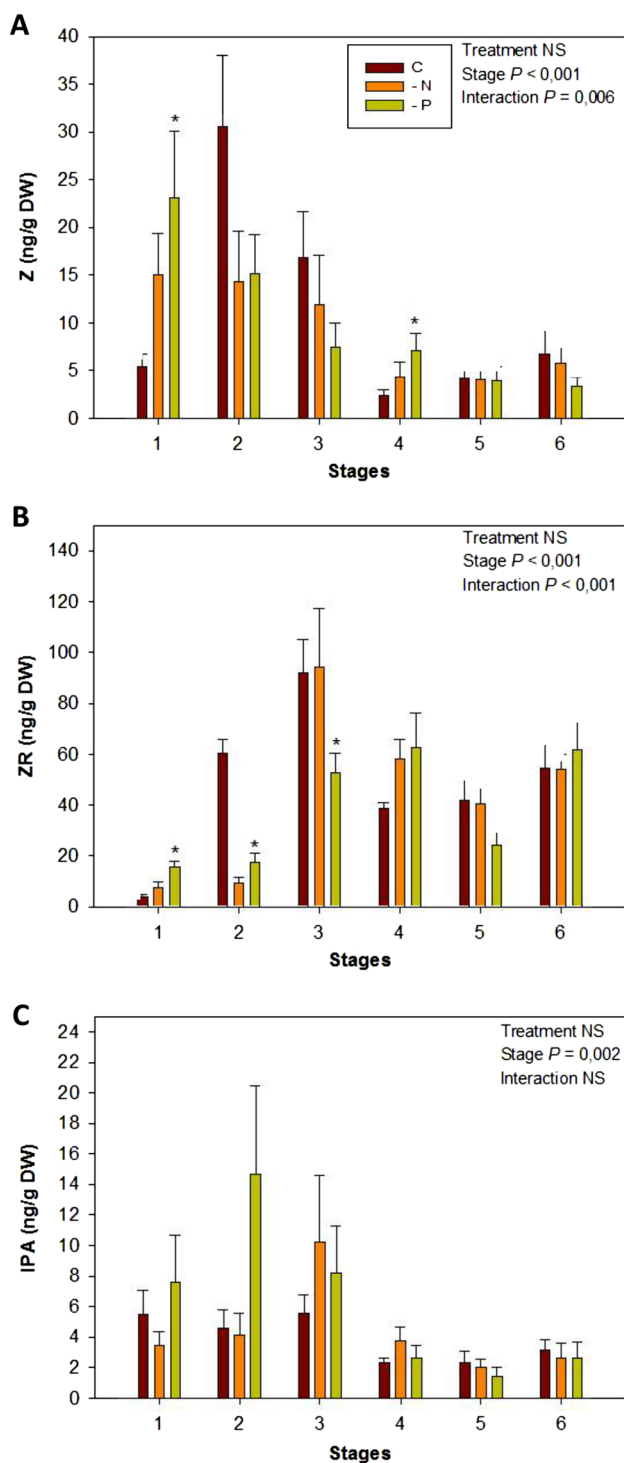 A
Z (ng/g DW)
40
35
30
25
20
15
10
5
0
C
- N
- P
Treatment NS
Stage P < 0,001
Interaction P = 0,006
*
*
1 2 3 4 5 6
Stages
B
ZR (ng/g DW)
140
120
100
80
60
40
20
0
Treatment NS
Stage P < 0,001
Interaction P < 0,001
*
*
*
1 2 3 4 5 6
Stages
C
IPA (ng/g DW)
24
22
20
18
16
14
12
10
8
6
4
2
0
Treatment NS
Stage P = 0,002
Interaction NS
1 2 3 4 5 6
Stages